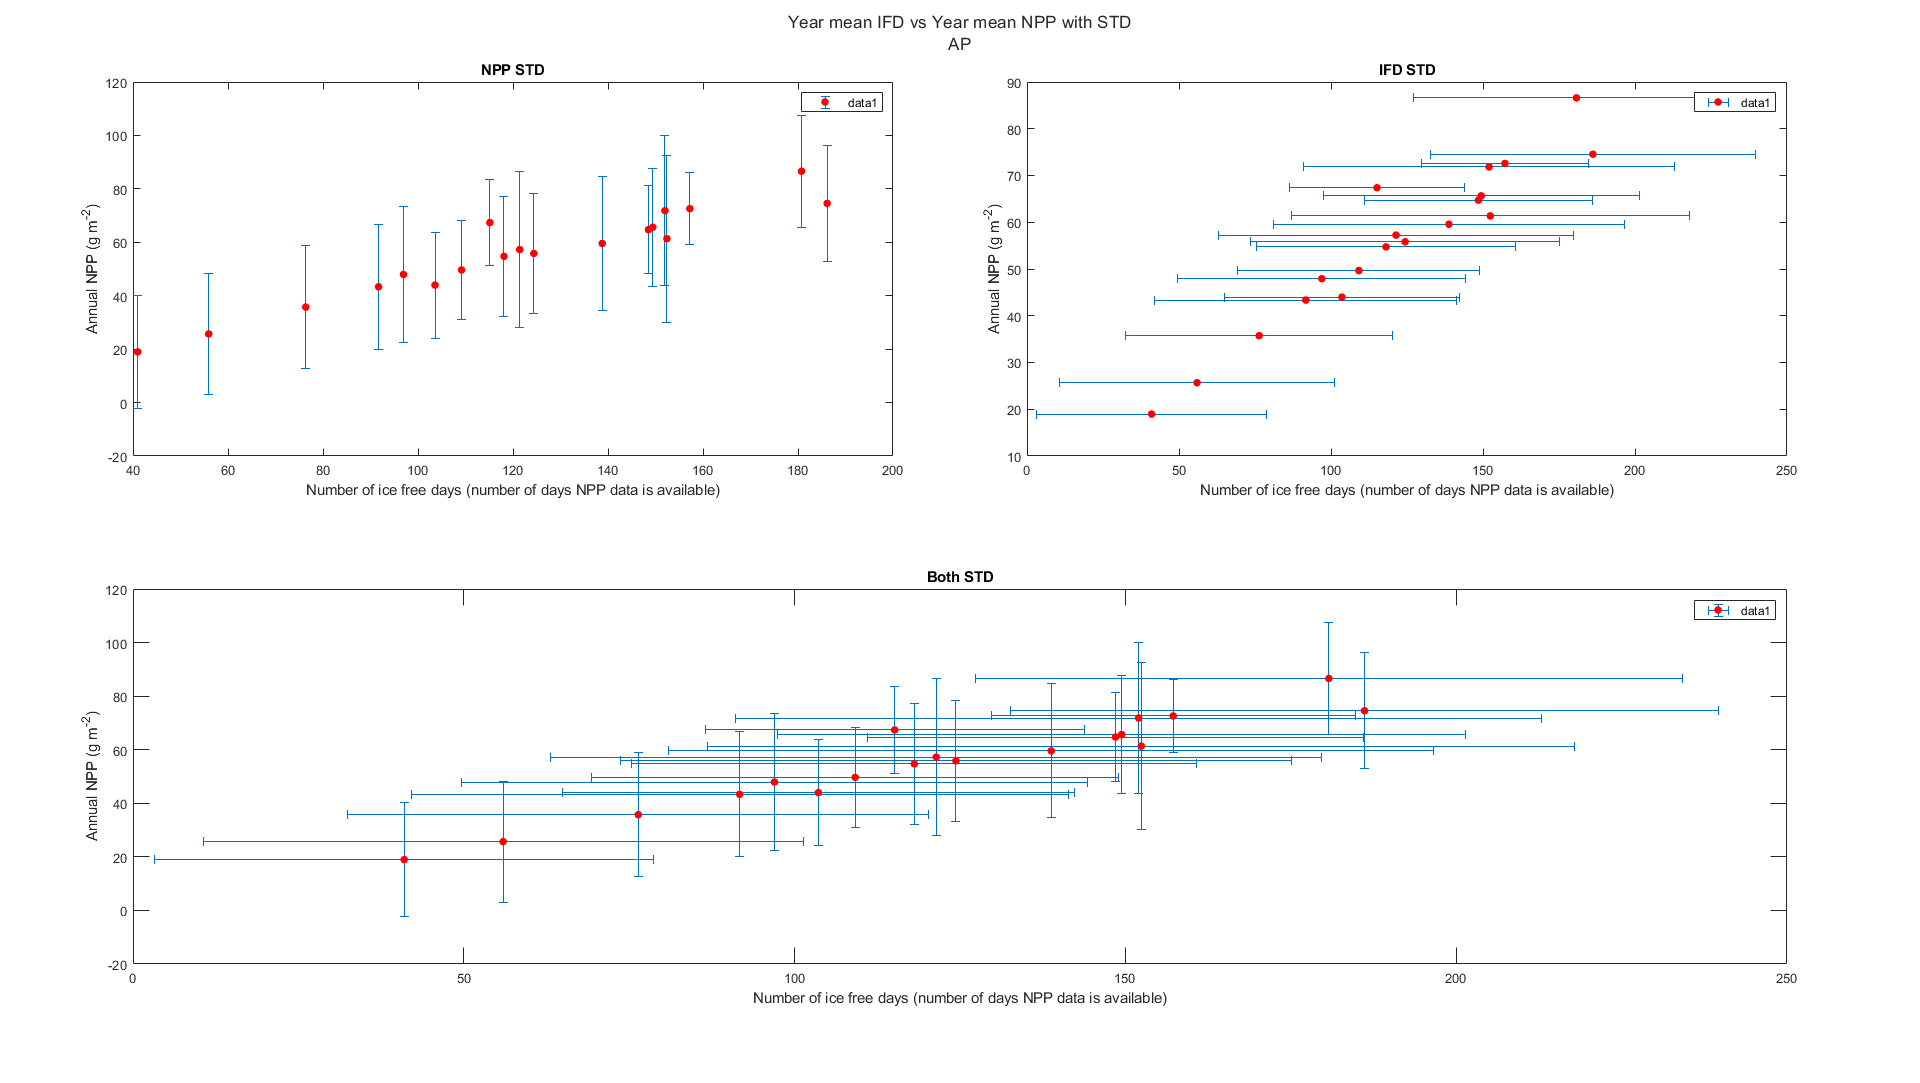 Year mean IFD vs Year mean NPP with STD
AP
NPP STD
120
100
80
60
40
20
0
-20
40 60 80 100 120 140 160 180 200
Annual NPP (g m-2)
Number of ice free days (number of days NPP data is available)
data1
IFD STD
90
80
70
60
50
40
30
20
10
0 50 100 150 200 250
Annual NPP (g m-2)
Number of ice free days (number of days NPP data is available)
data1
Both STD
120
100
80
60
40
20
0
-20
0 50 100 150 200 250
Annual NPP (g m-2)
Number of ice free days (number of days NPP data is available)
data1